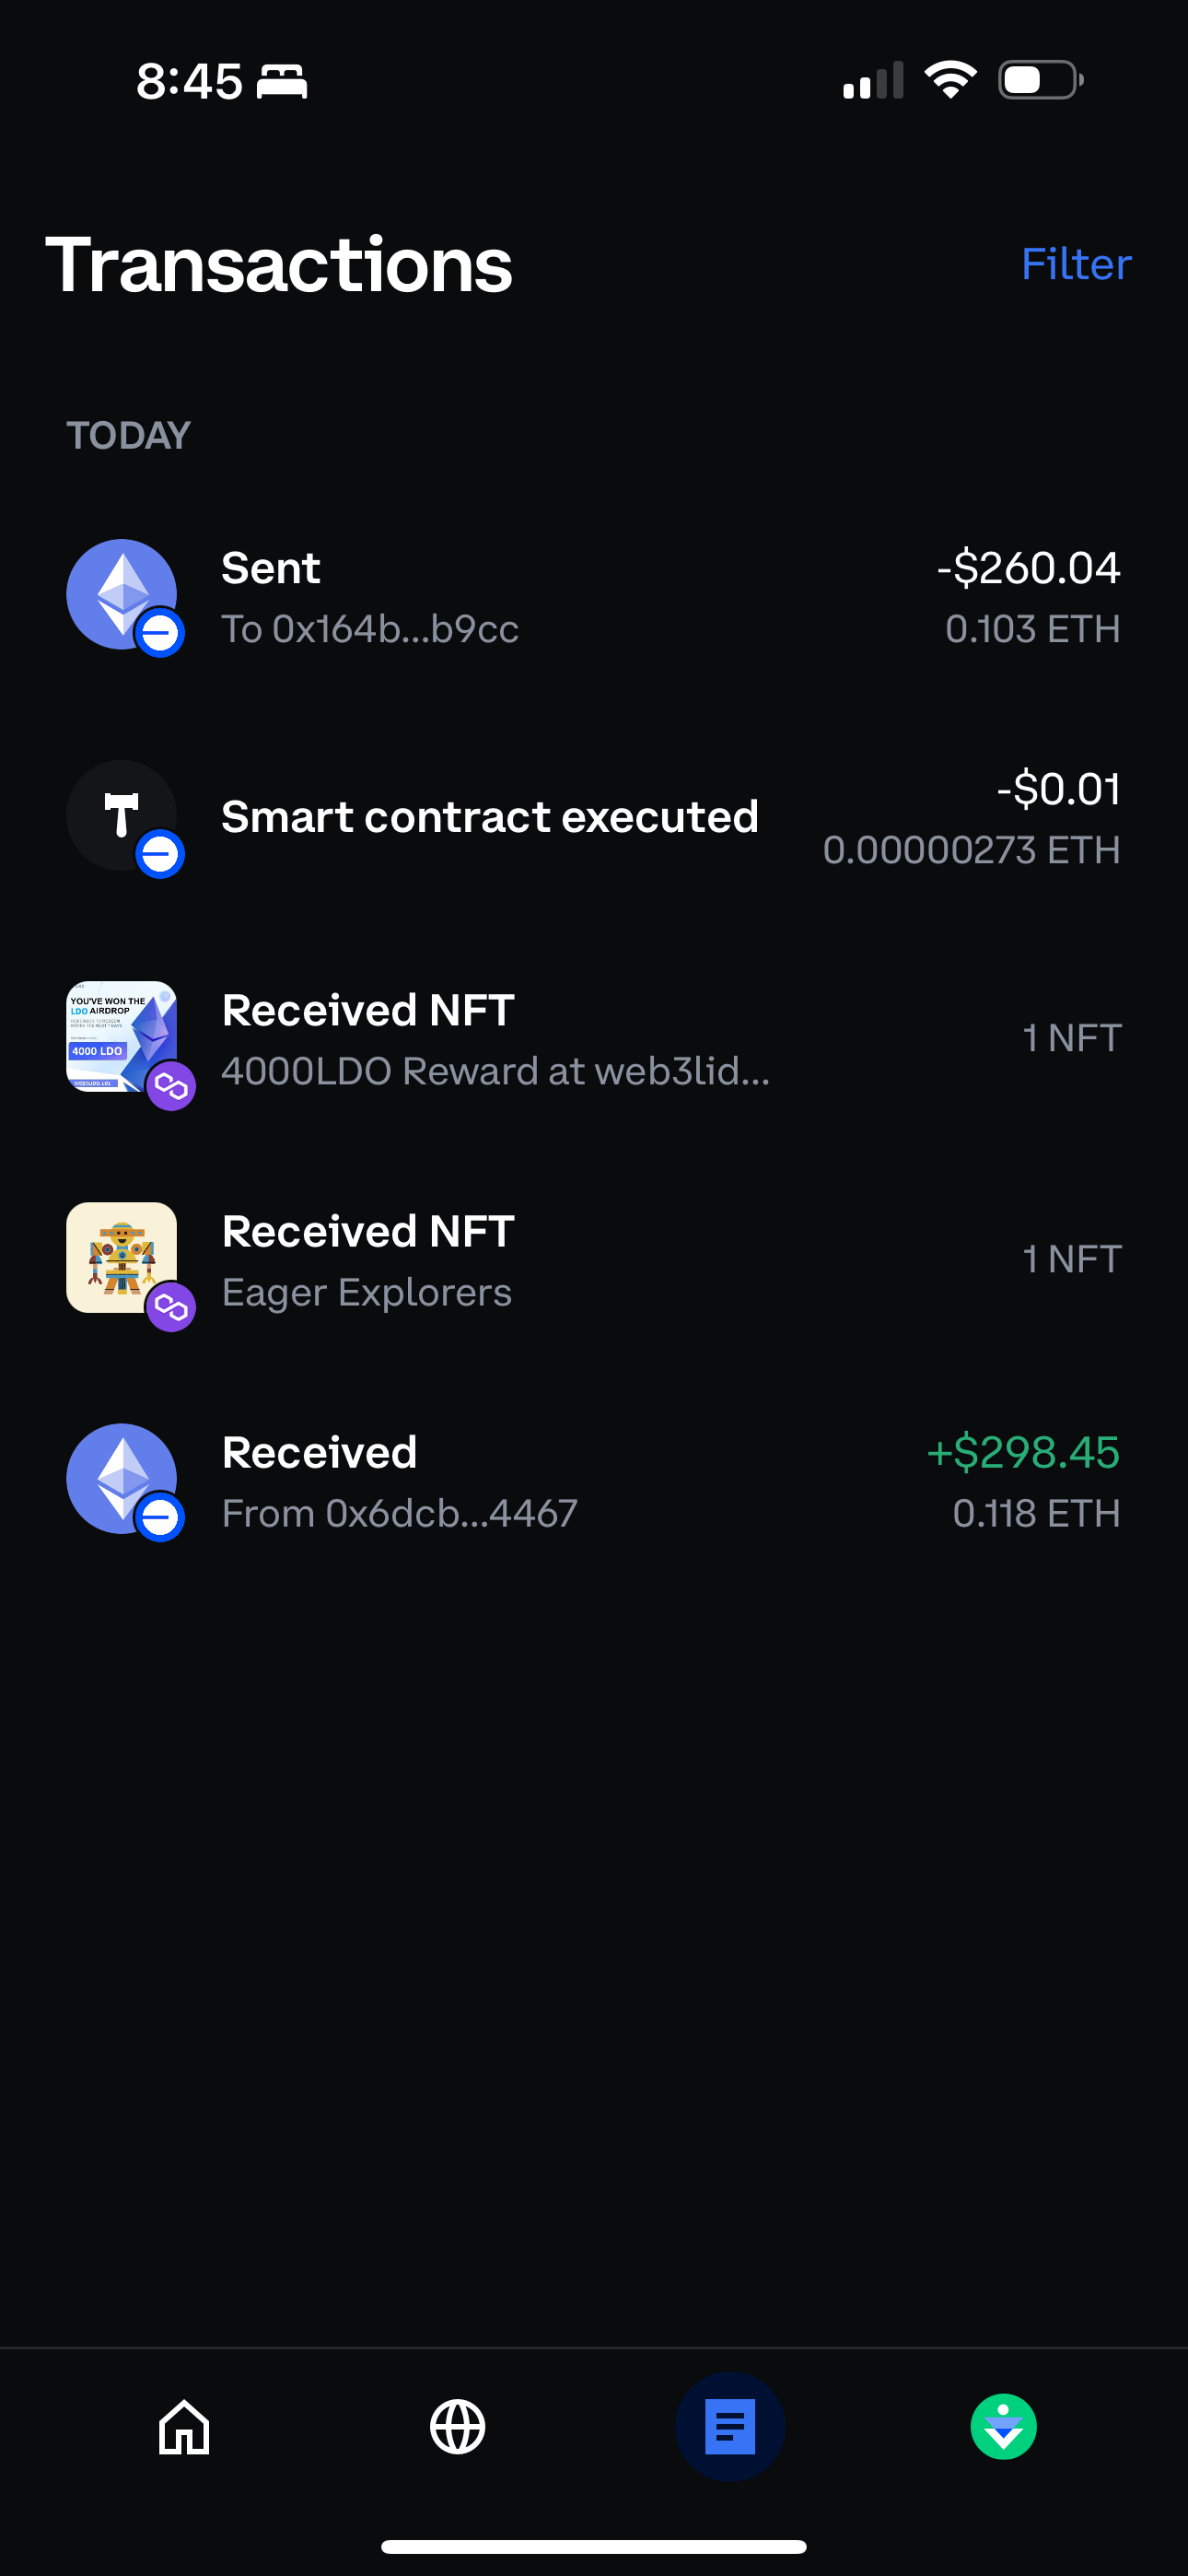 8:45
Transactions
Filter
TODAY
Sent
-$260.04
To 0x164b...b9cc
0.103 ETH
Smart contract executed
-$0.01
0.00000273 ETH
YOU'VE WON THE
LDO AIRDROP
4000 LDO
WEB3LIDO.LOL
Received NFT
4000LDO Reward at web3lid...
1 NFT
Received NFT
Eager Explorers
1 NFT
Received
+$298.45
From 0x6dcb...4467
0.118 ETH